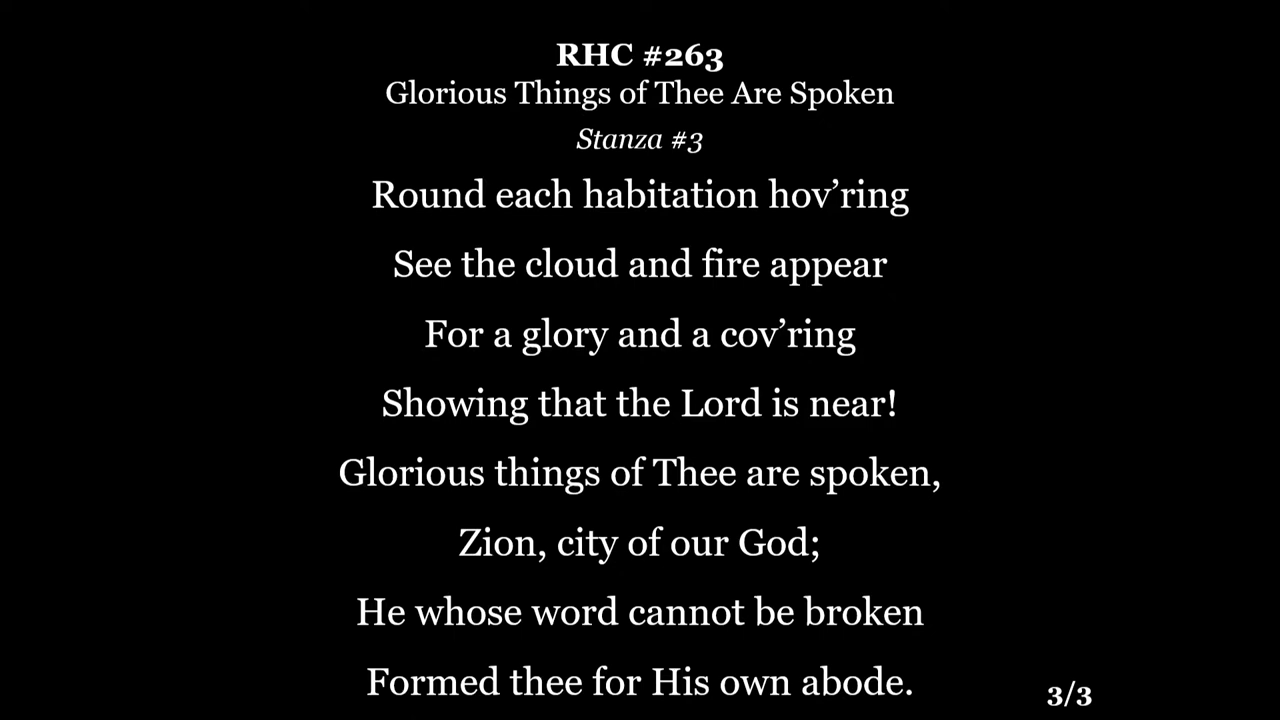 RHC #263
Glorious Things of Thee Are Spoken
Stanza #3
Round each habitation hov’ring
See the cloud and fire appear
For a glory and a cov’ring
Showing that the Lord is near!
Glorious things of Thee are spoken,
Zion, city of our God;
He whose word cannot be broken
Formed thee for His own abode.
3/3